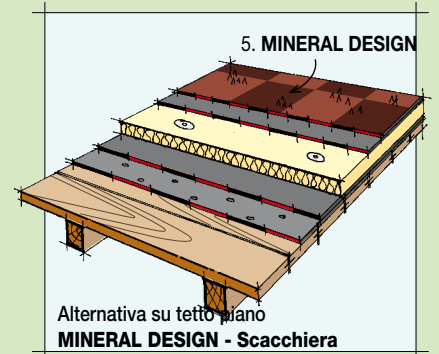 5. MINERAL DESIGN
Alternativa su tetto piano
MINERAL DESIGN - Scacchiera